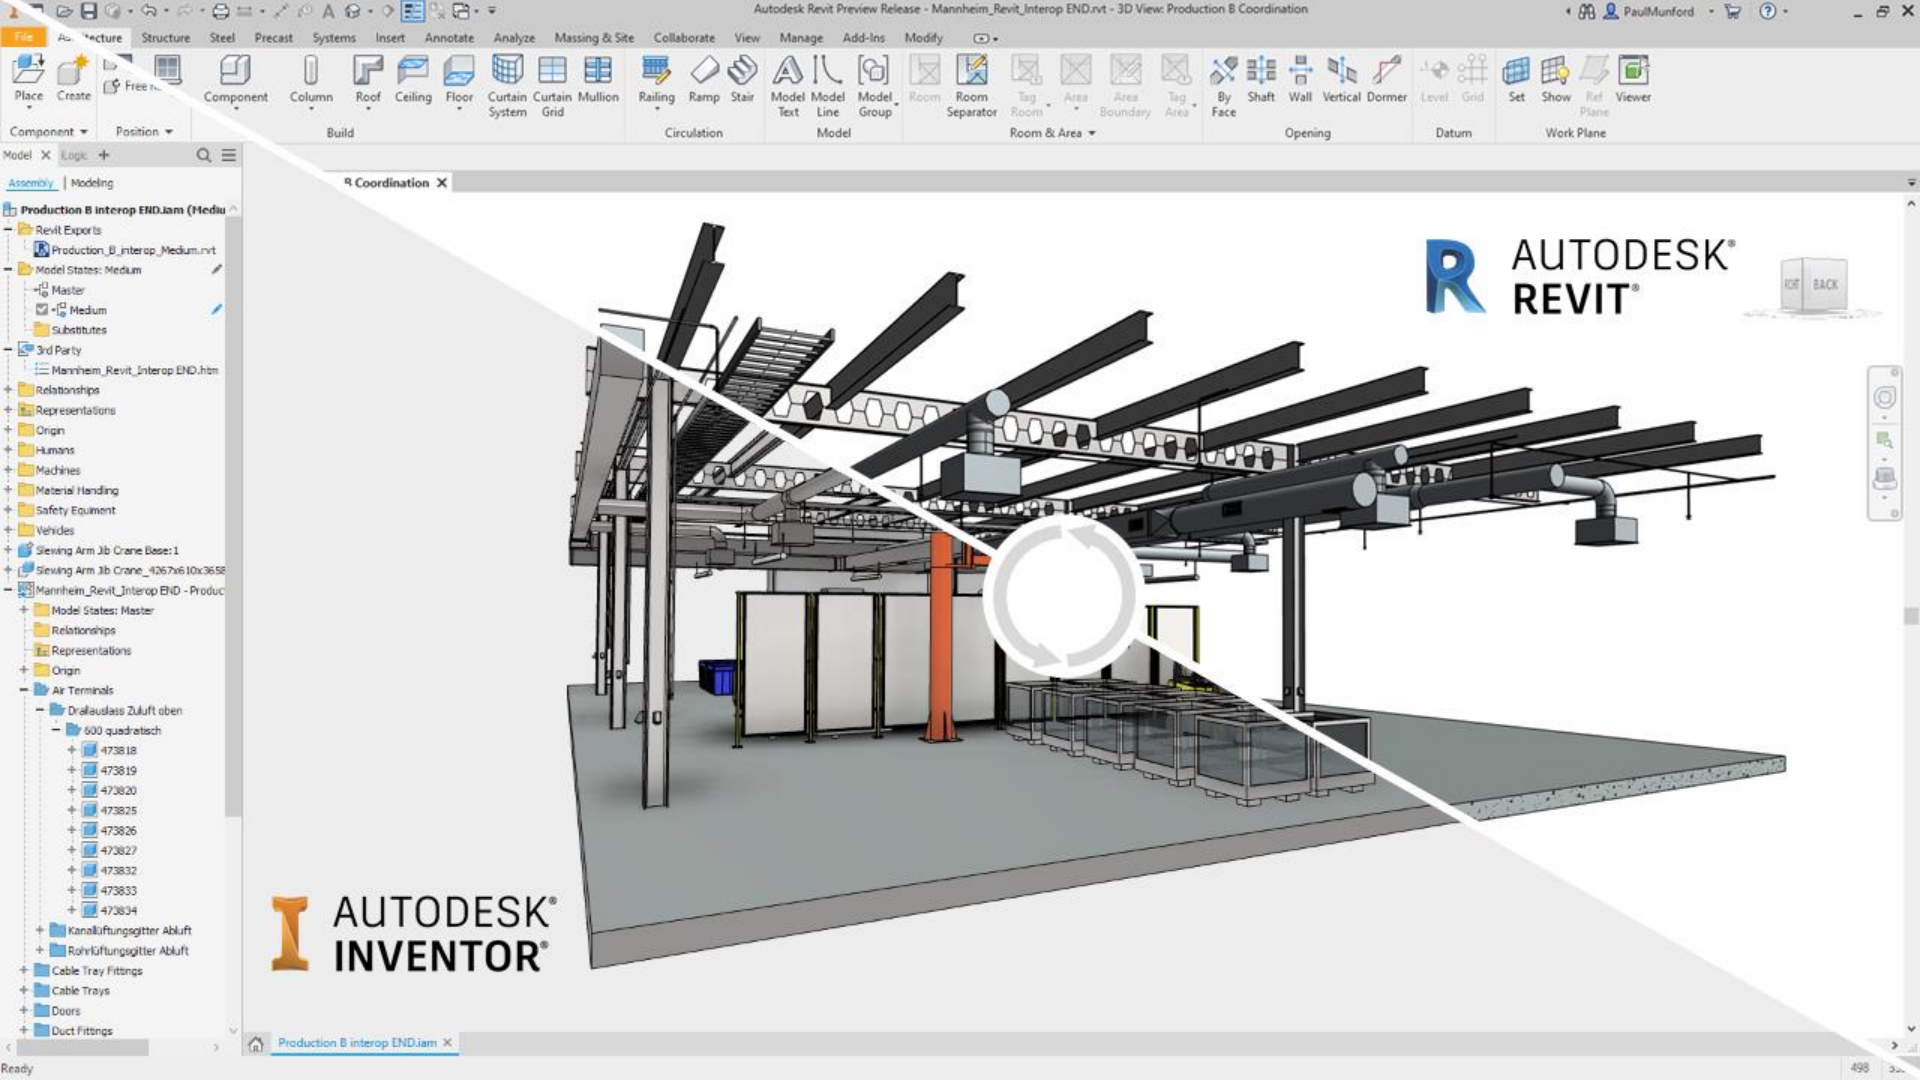 Autodesk Revit Preview Release - Mannheim_Revit_Interop END.rvt - 3D View: Production B Coordination
PaulMunford
File
Structure Steel Precast Systems Insert Annotate Analyze Massing & Site Collaborate View Manage Add-Ins Modify
Place Create Component Column Roof Ceiling Floor Curtain System Curtain Grid Mullion Railing Ramp Stair Model Text Model Line Model Group Room Room Separator Tag Room Area Area Boundary Tag Area By Face Shaft Wall Vertical Dormer Level Grid Set Show Ref Plane Viewer
Component Position Build Circulation Model Room & Area Opening Datum Work Plane
Model Logic
B Coordination
Assembly | Modeling
Production B interop END.iam (Mediu
Revit Exports
Production_B_interop_Medium.rvt
Model States: Medium
Master
Medium
Substitutes
3rd Party
Mannheim_Revit_Interop END.htm
Relationships
Representations
Origin
Humans
Machines
Material Handling
Safety Equiment
Vehicles
Slewing Arm Jib Crane Base:1
Slewing Arm Jib Crane_4267x610x3658
Mannheim_Revit_Interop END - Produc
Model States: Master
Relationships
Representations
Origin
Air Terminals
Drallauslass Zuluft oben
600 quadratisch
473818
473819
473820
473825
473826
473827
473832
473833
473834
Kanallüftungsgitter Abluft
Rohrlüftungsgitter Abluft
Cable Tray Fittings
Cable Trays
Doors
Duct Fittings
AUTODESK®
REVIT®
BACK
AUTODESK®
INVENTOR®
Production B interop END.iam
Ready
498